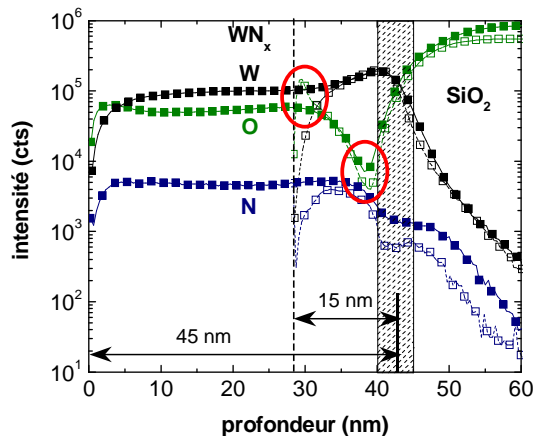 WNₓ
W
O
N
SiO₂
15 nm
45 nm
intensité (cts)
10⁶
10⁵
10⁴
10³
10²
10¹
0 10 20 30 40 50 60
profondeur (nm)